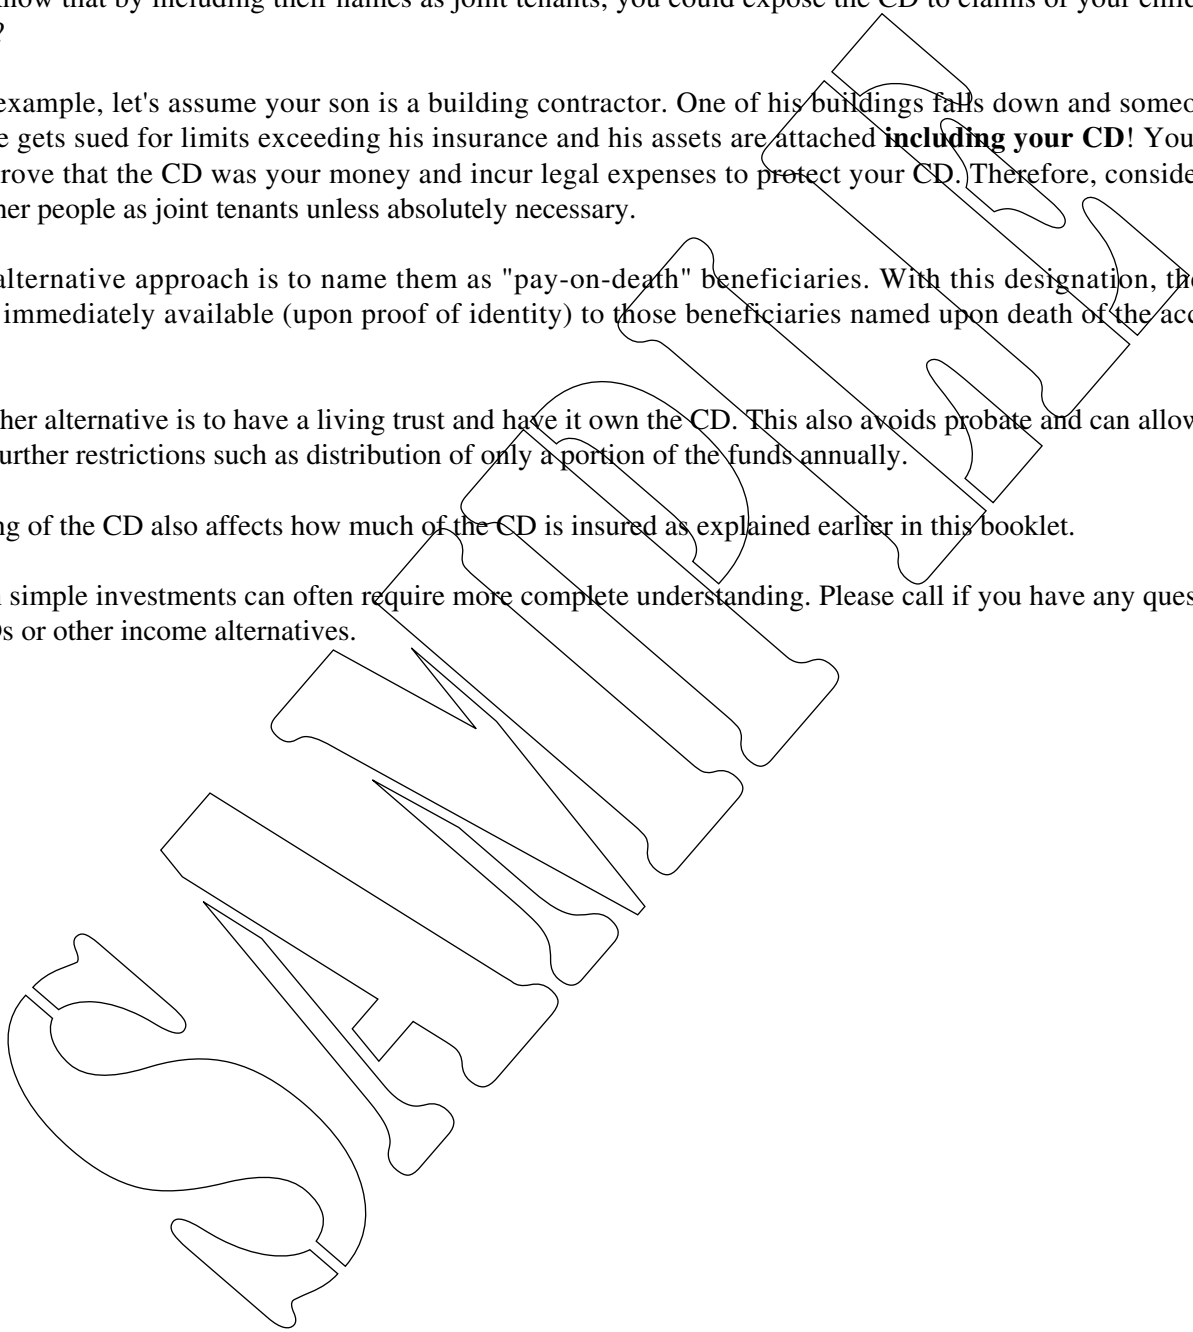 now that by including their names as joint tenants, you could expose the CD to claims of your
?
example, let's assume your son is a building contractor. One of his buildings falls down and
gets sued for limits exceeding his insurance and his assets are attached including your CD! You
rove that the CD was your money and incur legal expenses to protect your CD. Therefore,
her people as joint tenants unless absolutely necessary.
alternative approach is to name them as "pay-on-death" beneficiaries. With this designation,
immediately available (upon proof of identity) to those beneficiaries named upon death of the
her alternative is to have a living trust and have it own the CD. This also avoids probate and can allow
urther restrictions such as distribution of only a portion of the funds annually.
ng of the CD also affects how much of the CD is insured as explained earlier in this booklet.
simple investments can often require more complete understanding. Please call if you have any
s or other income alternatives.
SAMPLE